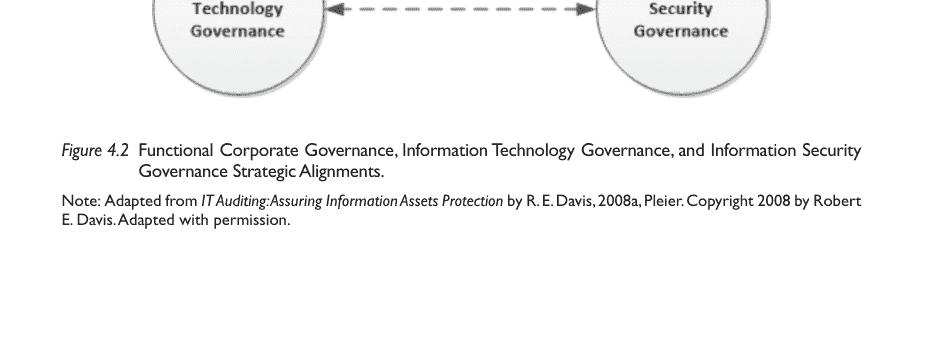 Technology
Governance
Security
Governance
Figure 4.2 Functional Corporate Governance, Information Technology Governance, and Information Security
Governance Strategic Alignments.
Note: Adapted from IT Auditing: Assuring Information Assets Protection by R. E. Davis, 2008a, Pleier. Copyright 2008 by Robert
E. Davis. Adapted with permission.